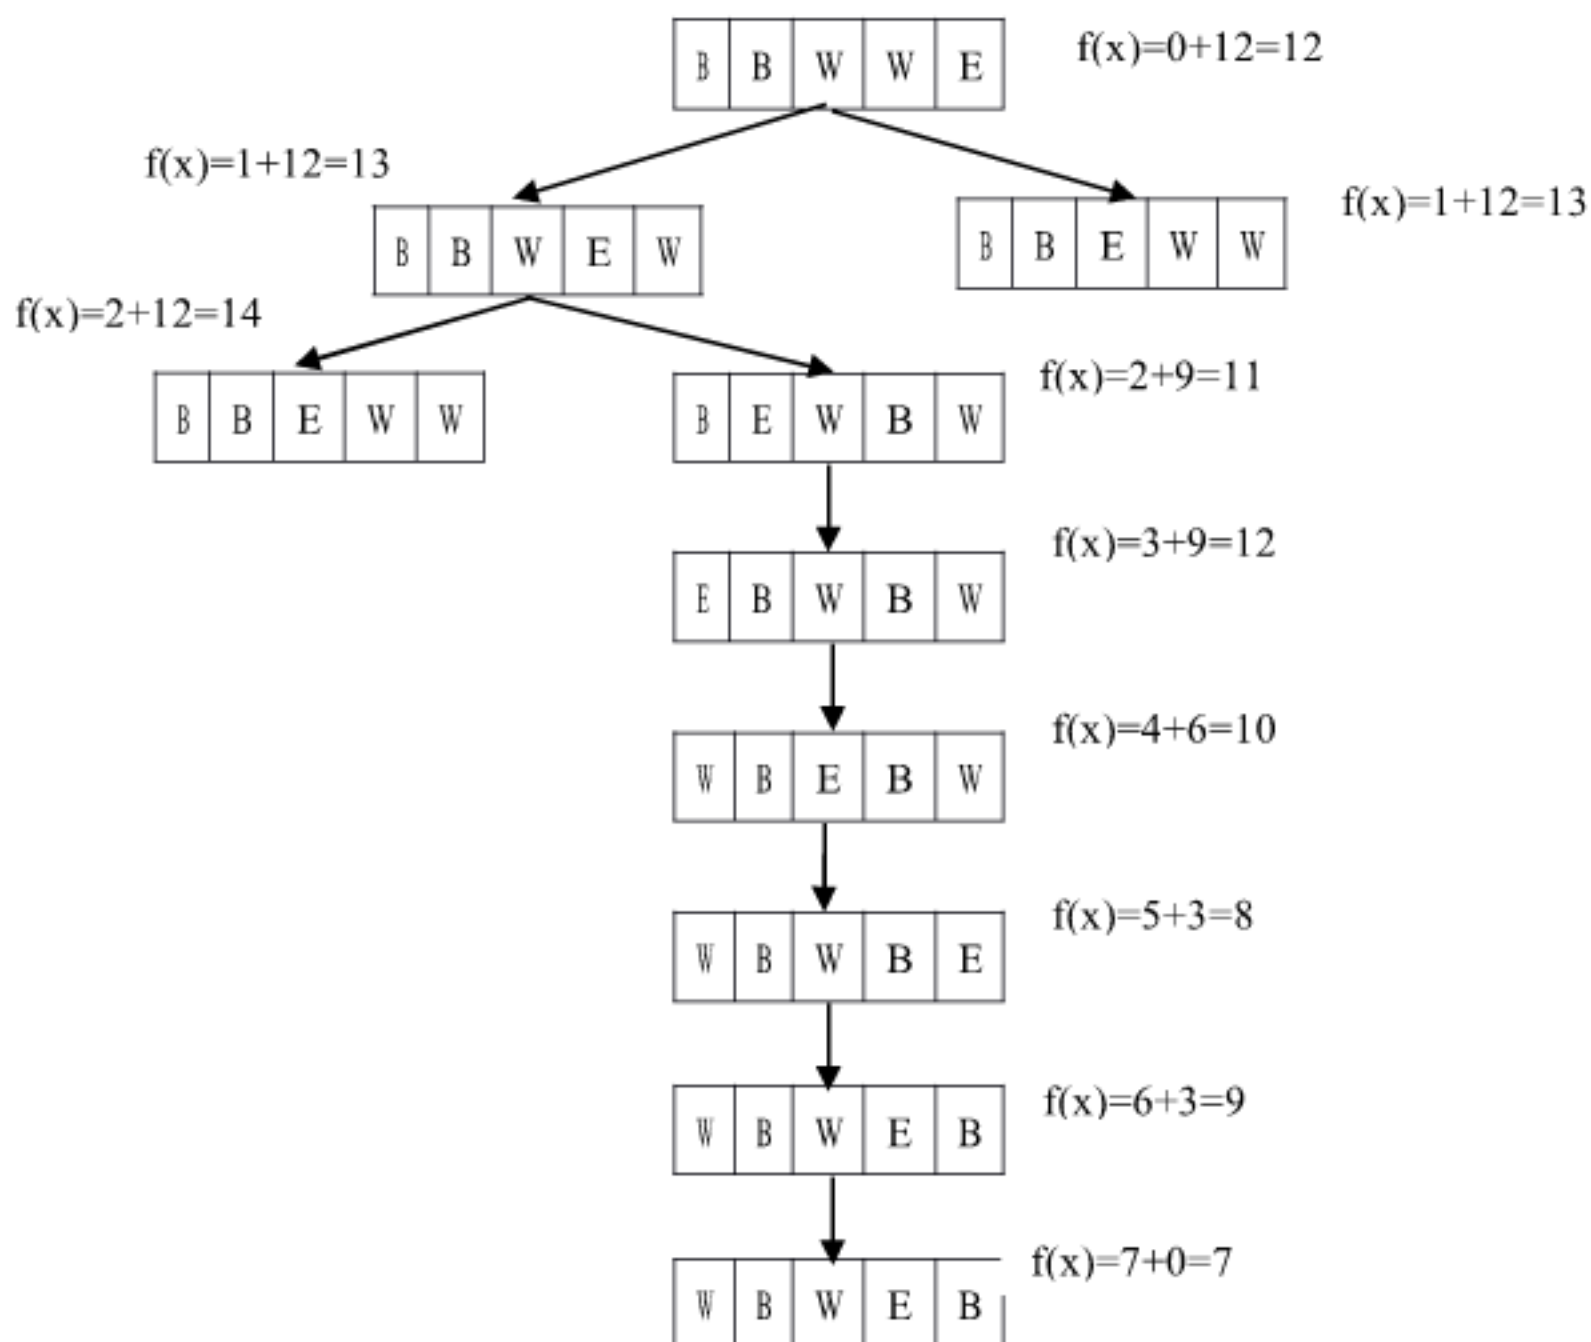 B B W W E
f(x)=0+12=12
f(x)=1+12=13
B B W E W
B B E W W
f(x)=1+12=13
f(x)=2+12=14
B B E W W
B E W B W
f(x)=2+9=11
E B W B W
f(x)=3+9=12
W B E B W
f(x)=4+6=10
W B W B E
f(x)=5+3=8
W B W E B
f(x)=6+3=9
W B W E B
f(x)=7+0=7